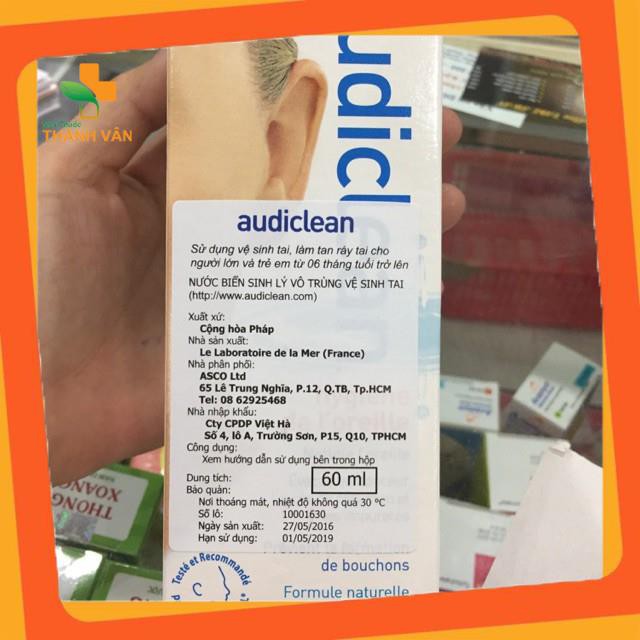 Nhà Thuốc
THANH VÂN
udicl
audiclean
Sử dụng vệ sinh tai, làm tan ráy tai cho
người lớn và trẻ em từ 06 tháng tuổi trở lên
NƯỚC BIỂN SINH LÝ VÔ TRÙNG VỆ SINH TAI
(http://www.audiclean.com)
Xuất xứ:
Cộng hòa Pháp
Nhà sản xuất:
Le Laboratoire de la Mer (France)
Nhà phân phối:
ASCO Ltd
65 Lê Trung Nghĩa, P.12, Q.TB, Tp.HCM
Tel: 08 62925468
Nhà nhập khẩu:
Cty CPDP Việt Hà
Số 4, lô A, Trường Sơn, P15, Q10, TPHCM
Công dụng:
Xem hướng dẫn sử dụng bên trong hộp
Dung tích: 60 ml
Bảo quản:
Nơi thoáng mát, nhiệt độ không quá 30 °C
Số lô: 10001630
Ngày sản xuất: 27/05/2016
Hạn sử dụng: 01/05/2019
de l'oreille
de bouchons
Formule naturelle
Testé et Recommandé
THÔNG
XOANG